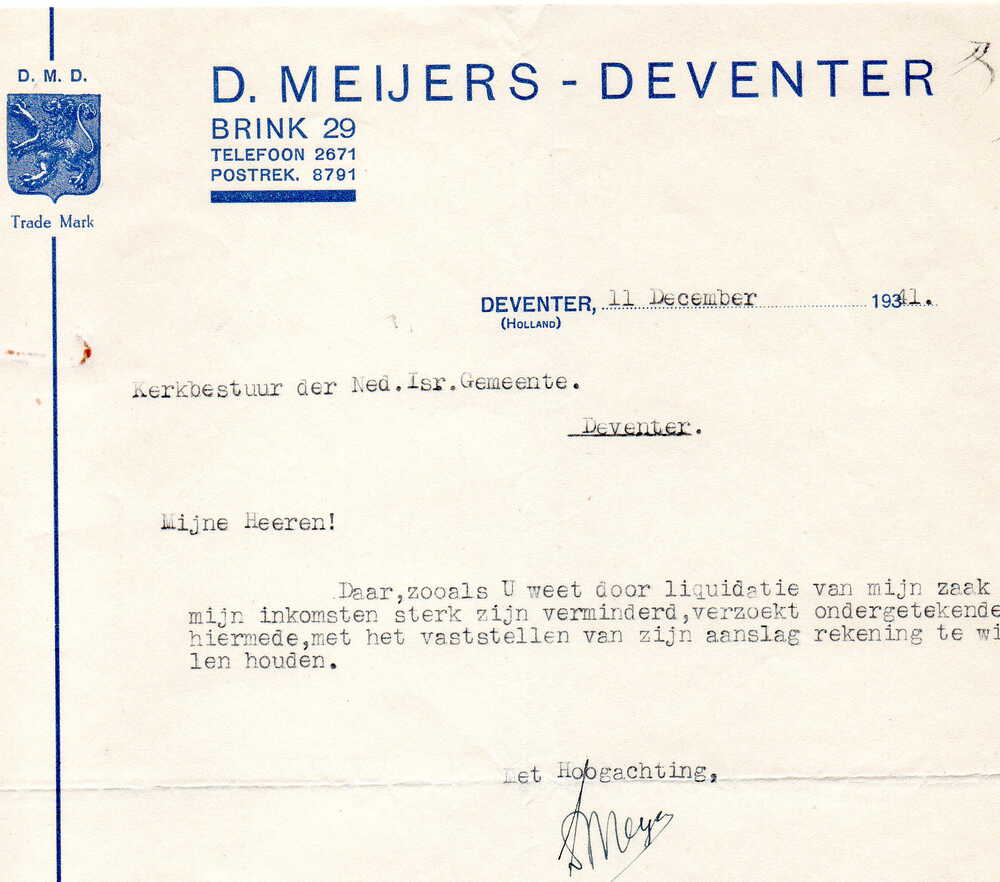 D. M. D.
Trade Mark
D. MEIJERS - DEVENTER
BRINK 29
TELEFOON 2671
POSTREK. 8791
DEVENTER, 11 December 19341.
(HOLLAND)
Kerkbestuur der Ned.Isr.Gemeente.
Deventer.
Mijne Heeren!
Daar,zooals U weet door liquidatie van mijn zaak
mijn inkomsten sterk zijn verminderd,verzoekt ondergetekende
hiermede,met het vaststellen van zijn aanslag rekening te wi
len houden.
Met Hoogachting,
D Meyers